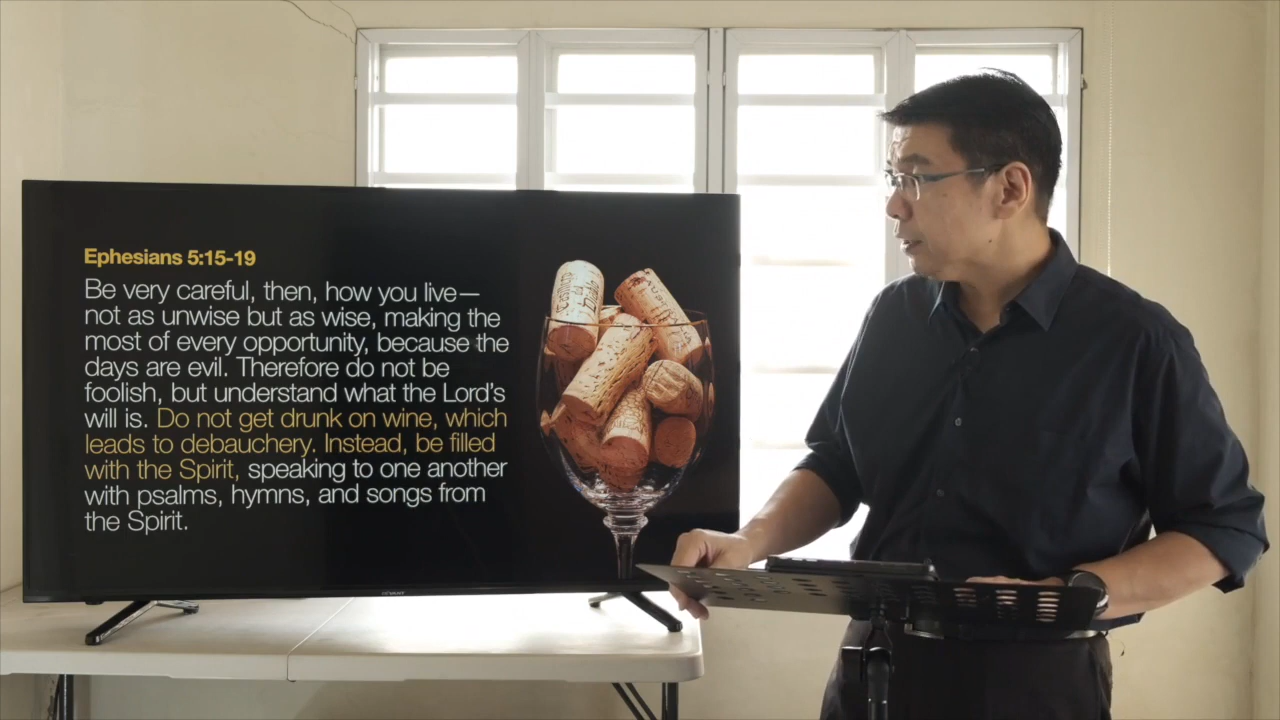 Ephesians 5:15-19
Be very careful, then, how you live—
not as unwise but as wise, making the
most of every opportunity, because the
days are evil. Therefore do not be
foolish, but understand what the Lord's
will is. Do not get drunk on wine, which
leads to debauchery. Instead, be filled
with the Spirit, speaking to one another
with psalms, hymns, and songs from
the Spirit.